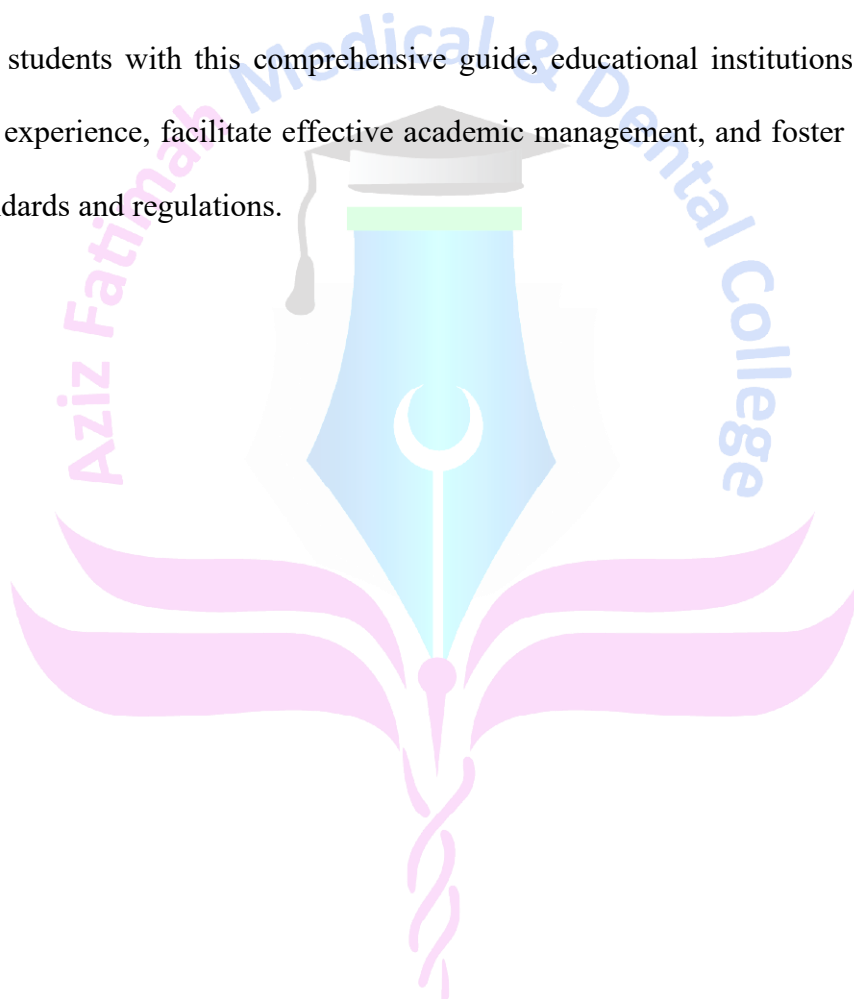 students with this comprehensive guide, educational institutions
experience, facilitate effective academic management, and foster
dards and regulations.
Aziz Fatimah Medical & Dental College